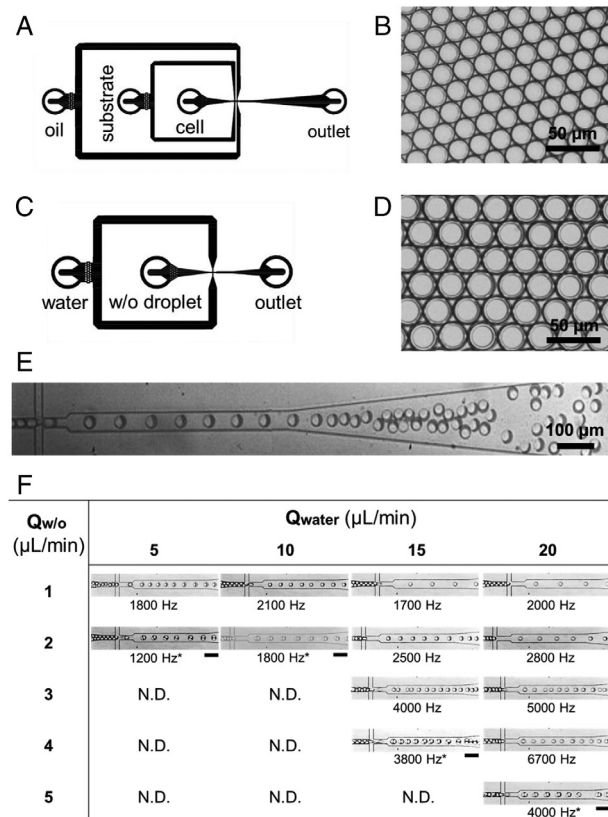 A
oil
substrate
cell
outlet
B
50 µm
C
water
w/o droplet
outlet
D
50 µm
E
100 µm
F
Qw/o
(µL/min)
Qwater (µL/min)
5 10 15 20
1
1800 Hz 2100 Hz 1700 Hz 2000 Hz
2
1200 Hz* 1800 Hz* 2500 Hz 2800 Hz
3 N.D. N.D.
4000 Hz 5000 Hz
4 N.D. N.D.
3800 Hz* 6700 Hz
5 N.D. N.D. N.D.
4000 Hz*